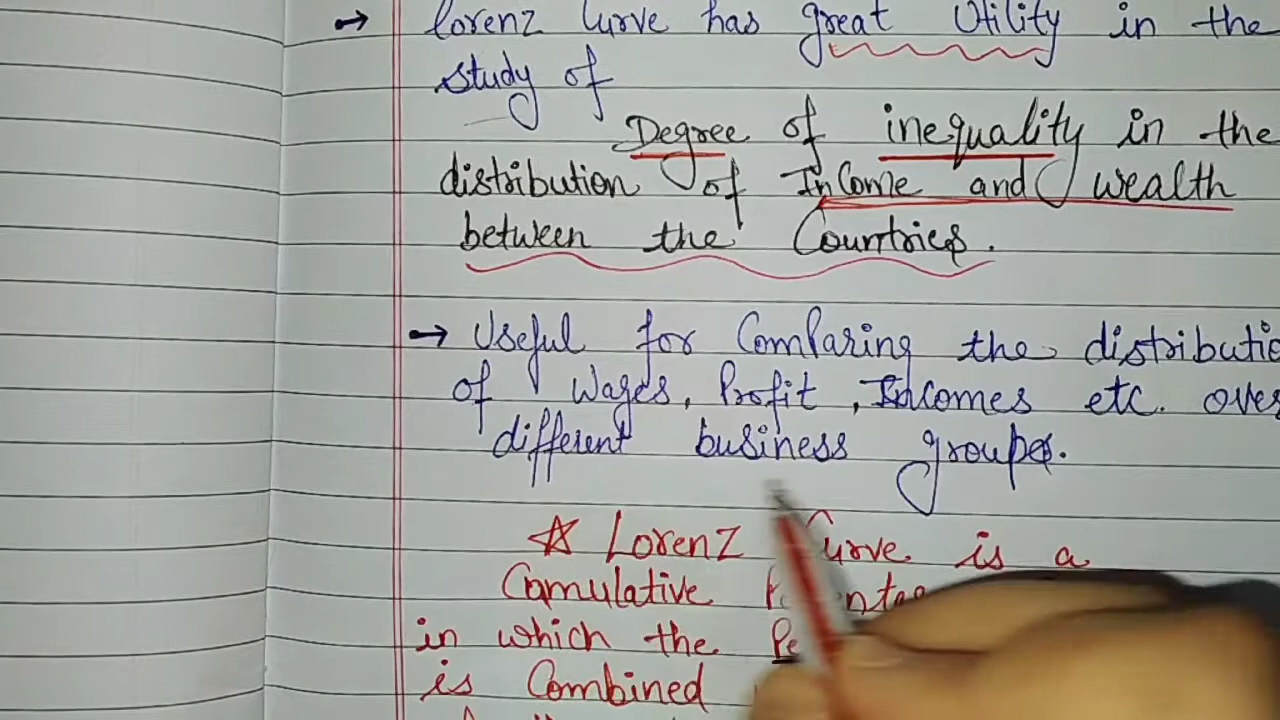 → Lorenz Curve has great Utility in the
study of
Degree of inequality in the
distribution of Income and wealth
between the Countries.
→ Useful for Comparing the distributio
of Wages, Profit, Incomes etc. over
different business groups.
☆ Lorenz Curve is a
Camulative
in which the
is Combined